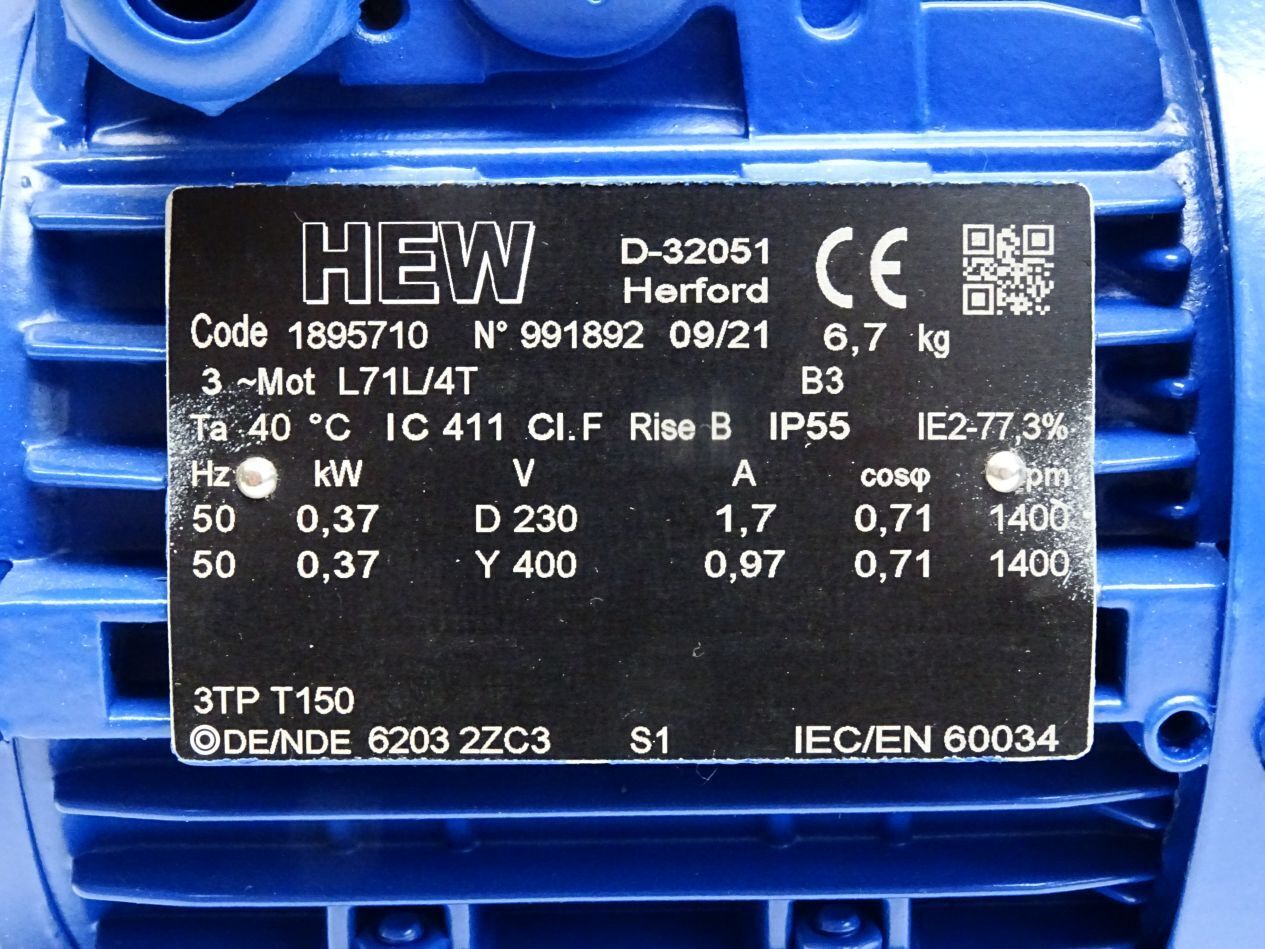 HEW D-32051 CE
Herford
Code 1895710 N° 991892 09/21 6,7 kg
3 ~Mot L71L/4T B3
Ta 40 °C IC 411 Cl.F Rise B IP55 IE2-77,3%
Hz kW V A cosφ pm
50 0,37 D 230 1,7 0,71 1400
50 0,37 Y 400 0,97 0,71 1400
3TP T150
DE/NDE 6203 2ZC3 S1 IEC/EN 60034